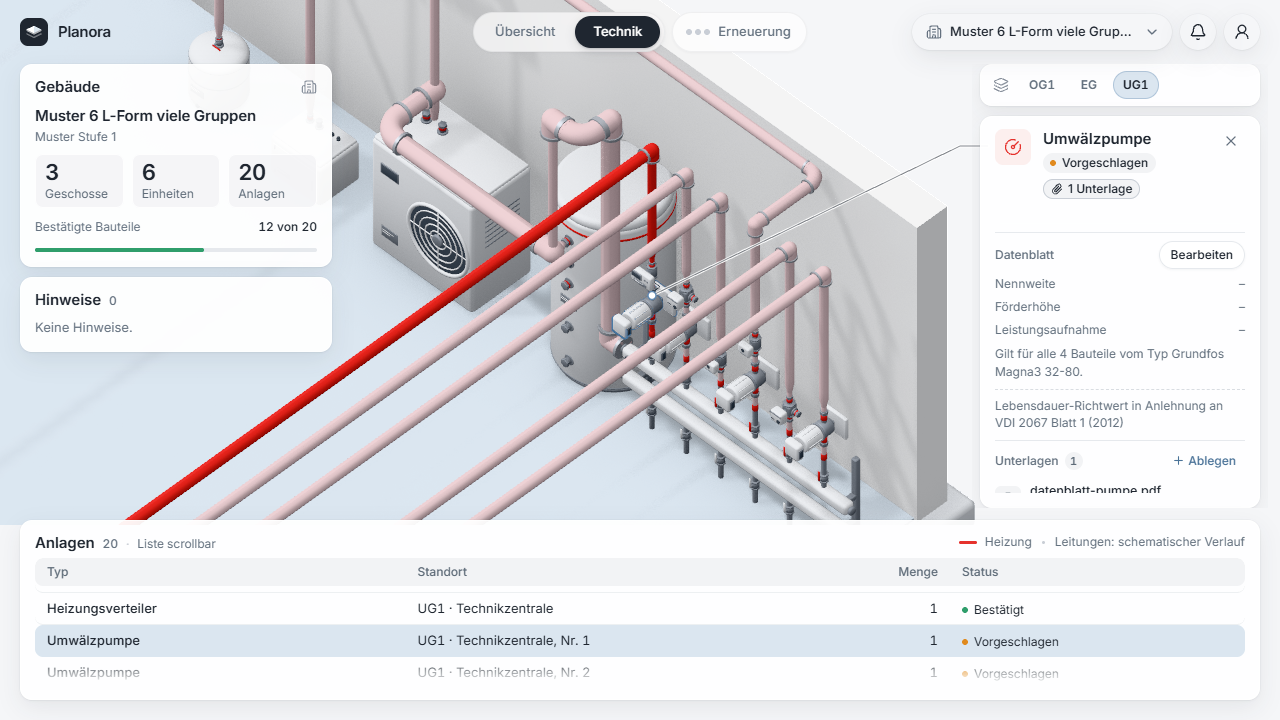 Planora
Übersicht
Technik
Erneuerung
Muster 6 L-Form viele Grup...
Gebäude
Muster 6 L-Form viele Gruppen
Muster Stufe 1
3
Geschosse
6
Einheiten
20
Anlagen
Bestätigte Bauteile
12 von 20
Hinweise 0
Keine Hinweise.
OG1
EG
UG1
Umwälzpumpe
Vorgeschlagen
1 Unterlage
Datenblatt
Bearbeiten
Nennweite –
Förderhöhe –
Leistungsaufnahme –
Gilt für alle 4 Bauteile vom Typ Grundfos
Magna3 32-80.
Lebensdauer-Richtwert in Anlehnung an
VDI 2067 Blatt 1 (2012)
Unterlagen 1
+ Ablegen
datenblatt-pumpe.pdf
Anlagen 20 · Liste scrollbar
Heizung · Leitungen: schematischer Verlauf
Typ Standort Menge Status
Heizungsverteiler UG1 · Technikzentrale 1 Bestätigt
Umwälzpumpe UG1 · Technikzentrale, Nr. 1 1 Vorgeschlagen
Umwälzpumpe UG1 · Technikzentrale, Nr. 2 1 Vorgeschlagen